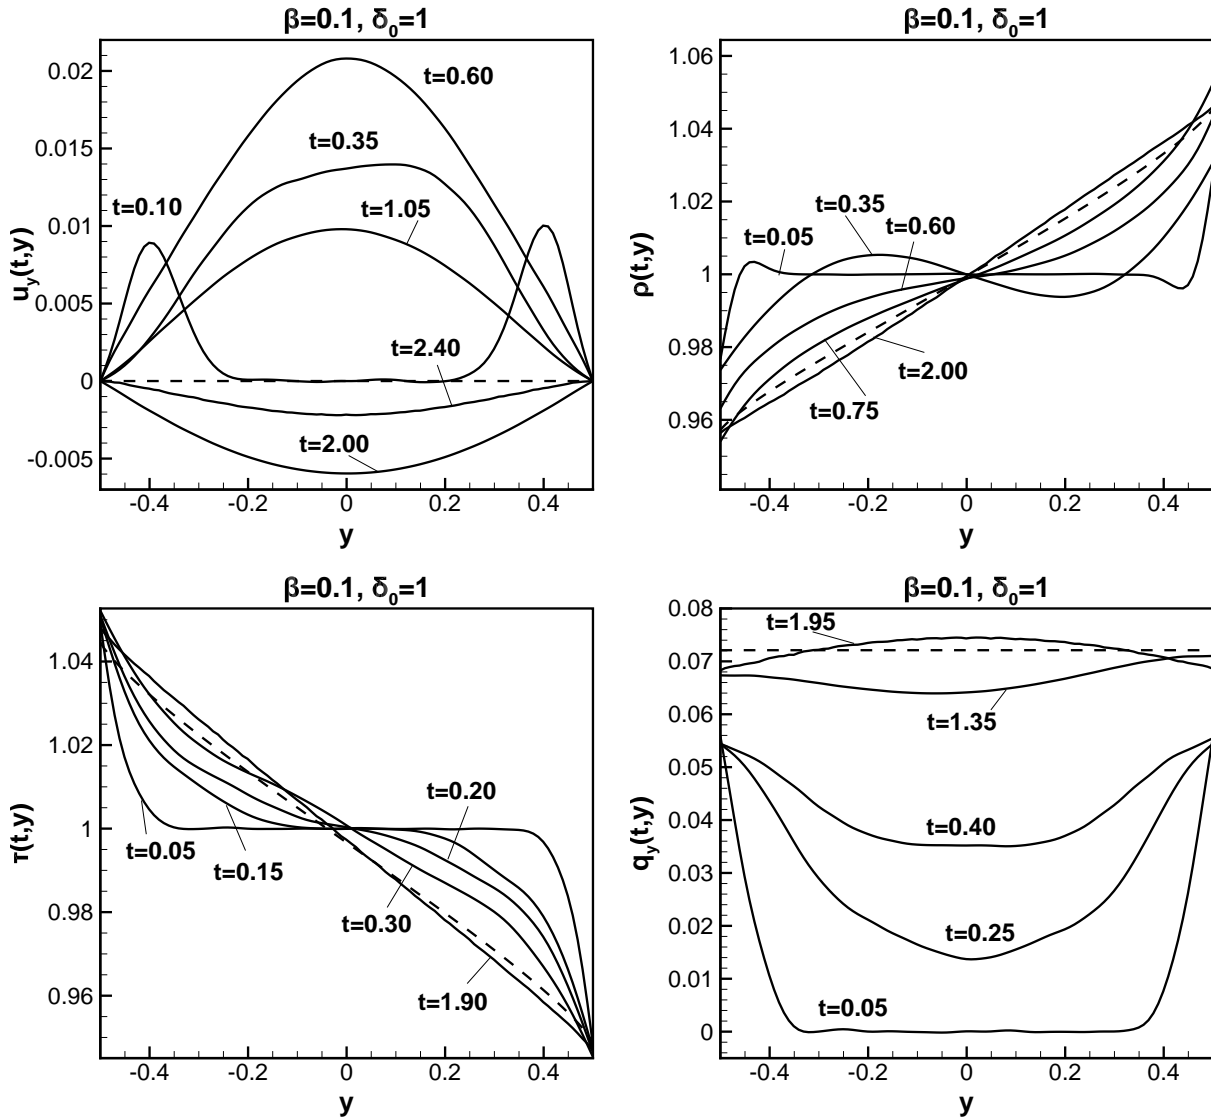 β=0.1, δ₀=1
u_y(t,y)
0.02
0.015
0.01
0.005
0
-0.005
t=0.60
t=0.35
t=0.10
t=1.05
t=2.40
t=2.00
-0.4 -0.2 0 0.2 0.4
y
β=0.1, δ₀=1
ρ(t,y)
1.06
1.04
1.02
1
0.98
0.96
t=0.35
t=0.05
t=0.60
t=2.00
t=0.75
-0.4 -0.2 0 0.2 0.4
y
β=0.1, δ₀=1
τ(t,y)
1.04
1.02
1
0.98
0.96
t=0.20
t=0.05
t=0.15
t=0.30
t=1.90
-0.4 -0.2 0 0.2 0.4
y
β=0.1, δ₀=1
q_y(t,y)
0.08
0.07
0.06
0.05
0.04
0.03
0.02
0.01
0
t=1.95
t=1.35
t=0.40
t=0.25
t=0.05
-0.4 -0.2 0 0.2 0.4
y